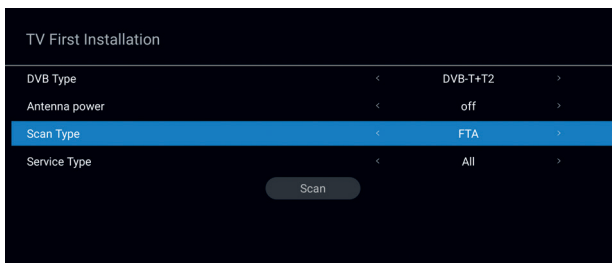 TV First Installation
DVB Type < DVB-T+T2 >
Antenna power < off >
Scan Type < FTA >
Service Type < All >
Scan